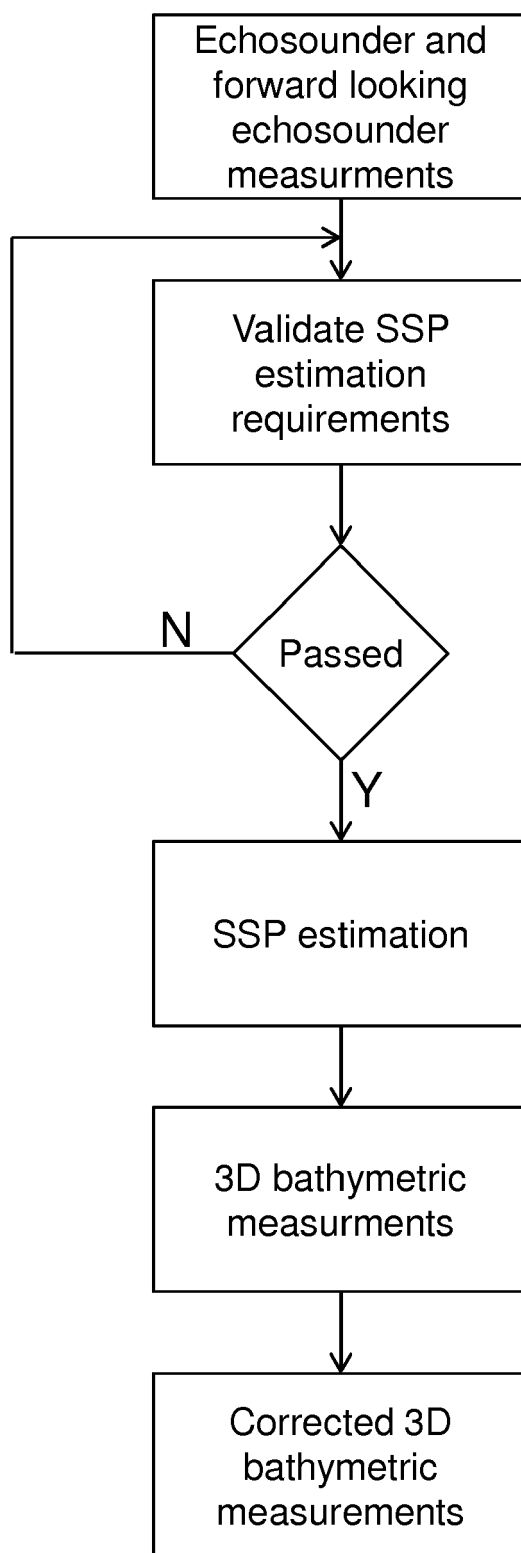 Echosounder and
forward looking
echosounder
measurments
Validate SSP
estimation
requirements
N
Passed
Y
SSP estimation
3D bathymetric
measurments
Corrected 3D
bathymetric
measurements